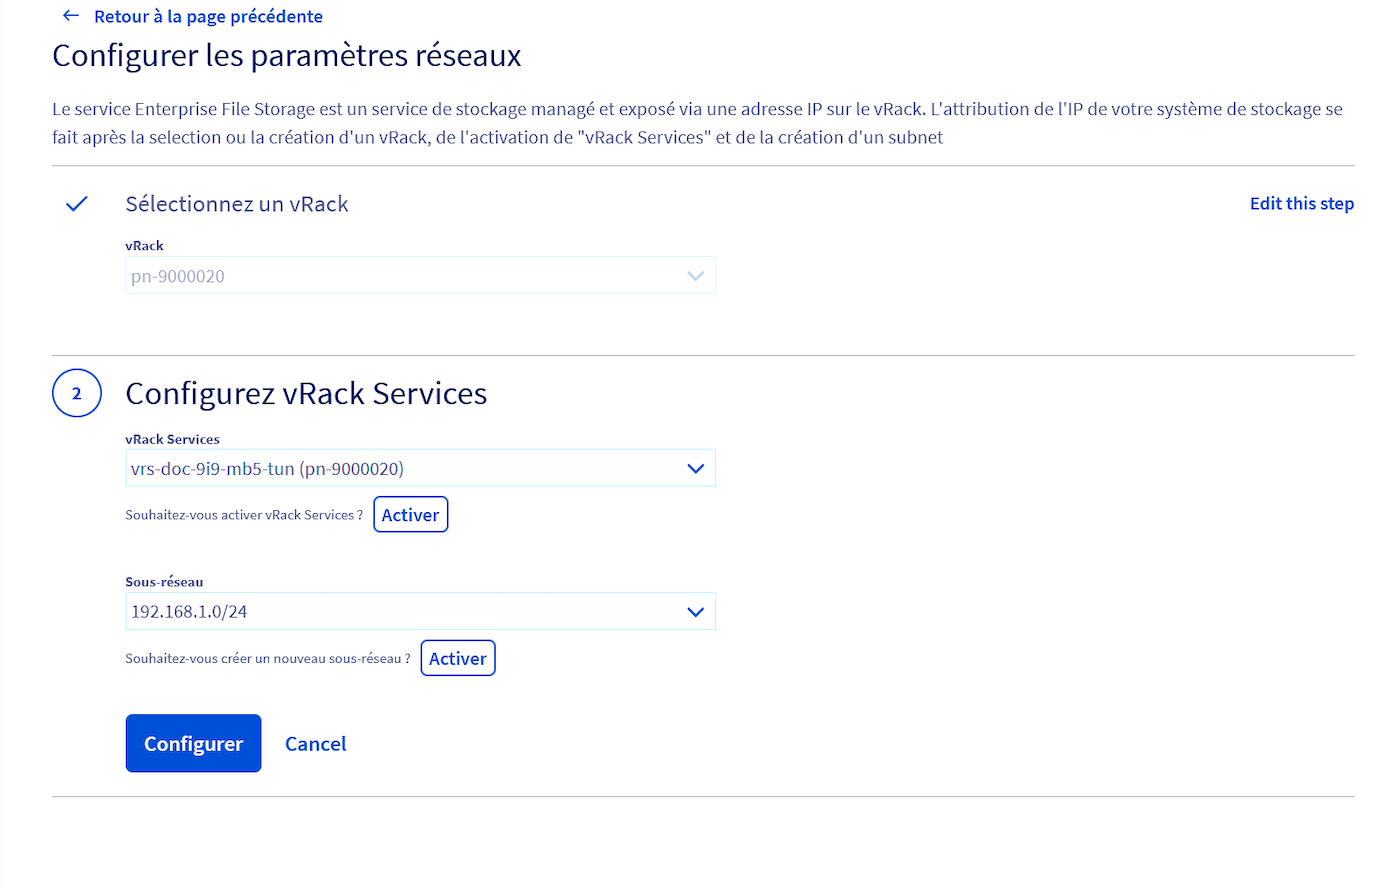 ← Retour à la page précédente
Configurer les paramètres réseaux
Le service Enterprise File Storage est un service de stockage managé et exposé via une adresse IP sur le vRack. L'attribution de l'IP de votre système de stockage se
fait après la selection ou la création d'un vRack, de l'activation de "vRack Services" et de la création d'un subnet
Sélectionnez un vRack
Edit this step
vRack
pn-9000020
2
Configurez vRack Services
vRack Services
vrs-doc-9i9-mb5-tun (pn-9000020)
Souhaitez-vous activer vRack Services ? Activer
Sous-réseau
192.168.1.0/24
Souhaitez-vous créer un nouveau sous-réseau ? Activer
Configurer Cancel